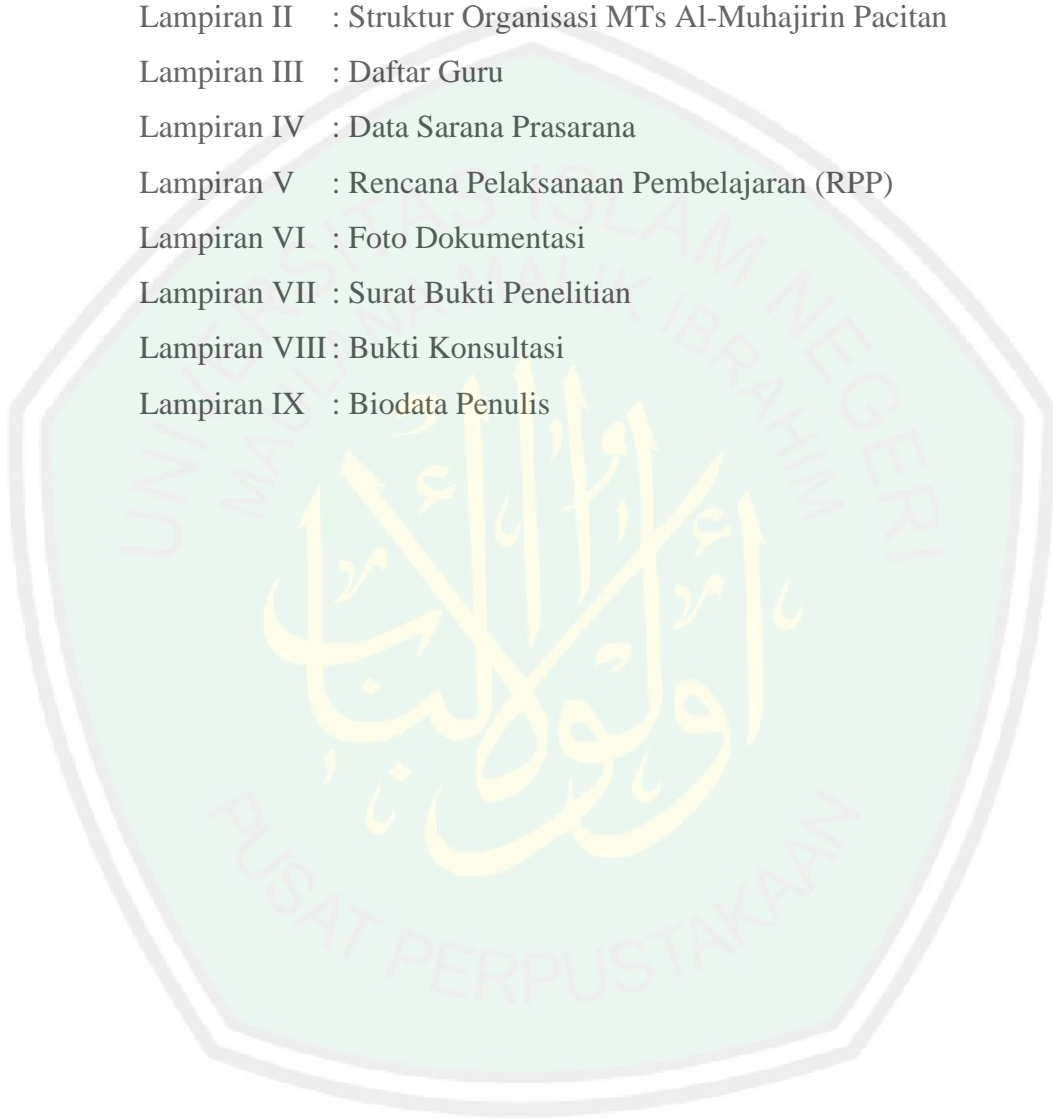 Lampiran II : Struktur Organisasi MTs Al-Muhajirin Pacitan
Lampiran III : Daftar Guru
Lampiran IV : Data Sarana Prasarana
Lampiran V : Rencana Pelaksanaan Pembelajaran (RPP)
Lampiran VI : Foto Dokumentasi
Lampiran VII : Surat Bukti Penelitian
Lampiran VIII : Bukti Konsultasi
Lampiran IX : Biodata Penulis
UNIVERSITAS ISLAM NEGERI
MAULANA MALIK IBRAHIM
أولوا الألباب
PUSAT PERPUSTAKAAN